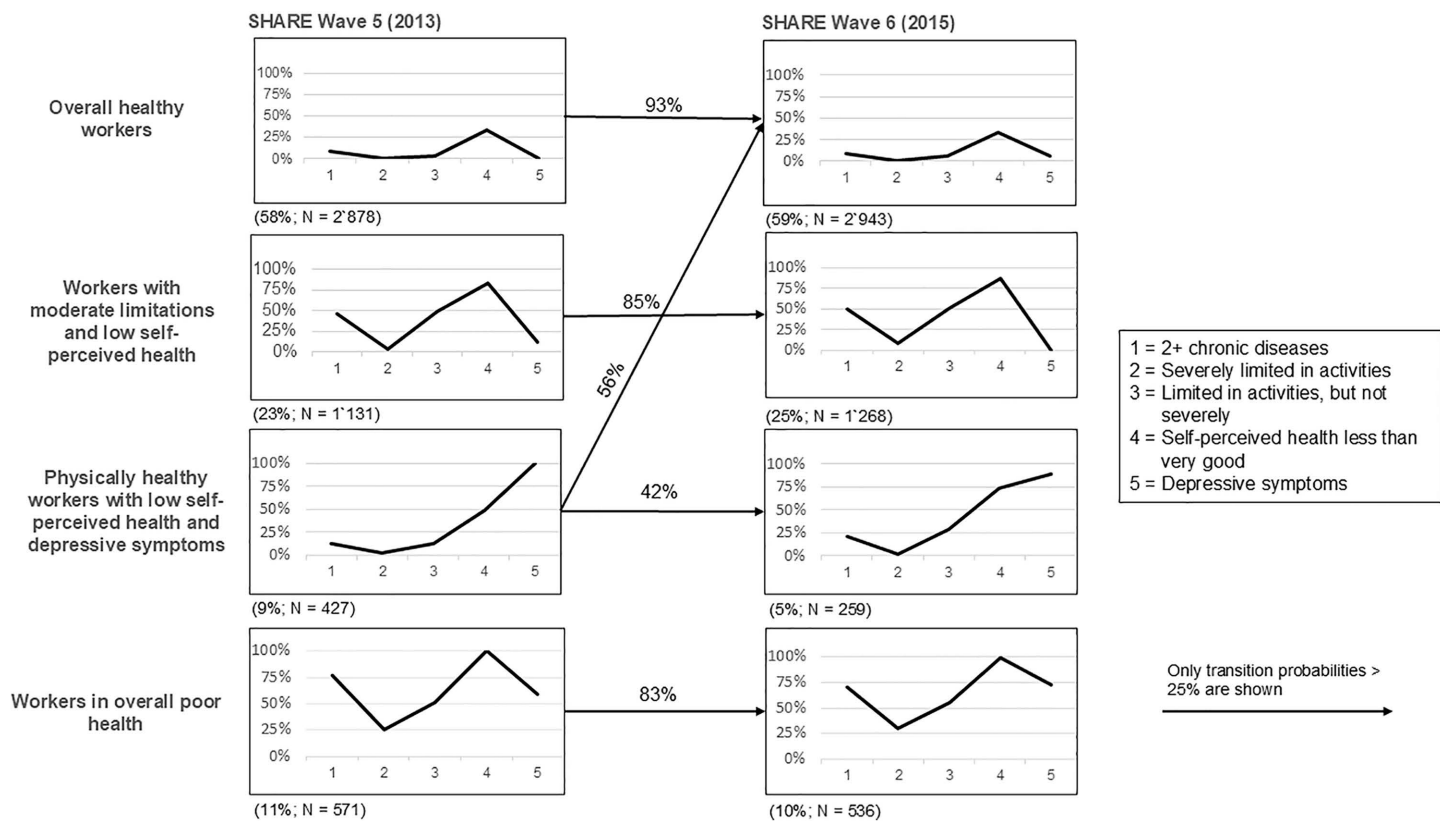 SHARE Wave 5 (2013)
SHARE Wave 6 (2015)
Overall healthy
workers
100%
75%
50%
25%
0%
1 2 3 4 5
(58%; N = 2`878)
93%
100%
75%
50%
25%
0%
1 2 3 4 5
(59%; N = 2`943)
Workers with
moderate limitations
and low self-
perceived health
100%
75%
50%
25%
0%
1 2 3 4 5
(23%; N = 1`131)
85%
56%
100%
75%
50%
25%
0%
1 2 3 4 5
(25%; N = 1`268)
Physically healthy
workers with low self-
perceived health and
depressive symptoms
100%
75%
50%
25%
0%
1 2 3 4 5
(9%; N = 427)
42%
100%
75%
50%
25%
0%
1 2 3 4 5
(5%; N = 259)
Workers in overall poor
health
100%
75%
50%
25%
0%
1 2 3 4 5
(11%; N = 571)
83%
100%
75%
50%
25%
0%
1 2 3 4 5
(10%; N = 536)
1 = 2+ chronic diseases
2 = Severely limited in activities
3 = Limited in activities, but not
severely
4 = Self-perceived health less than
very good
5 = Depressive symptoms
Only transition probabilities >
25% are shown